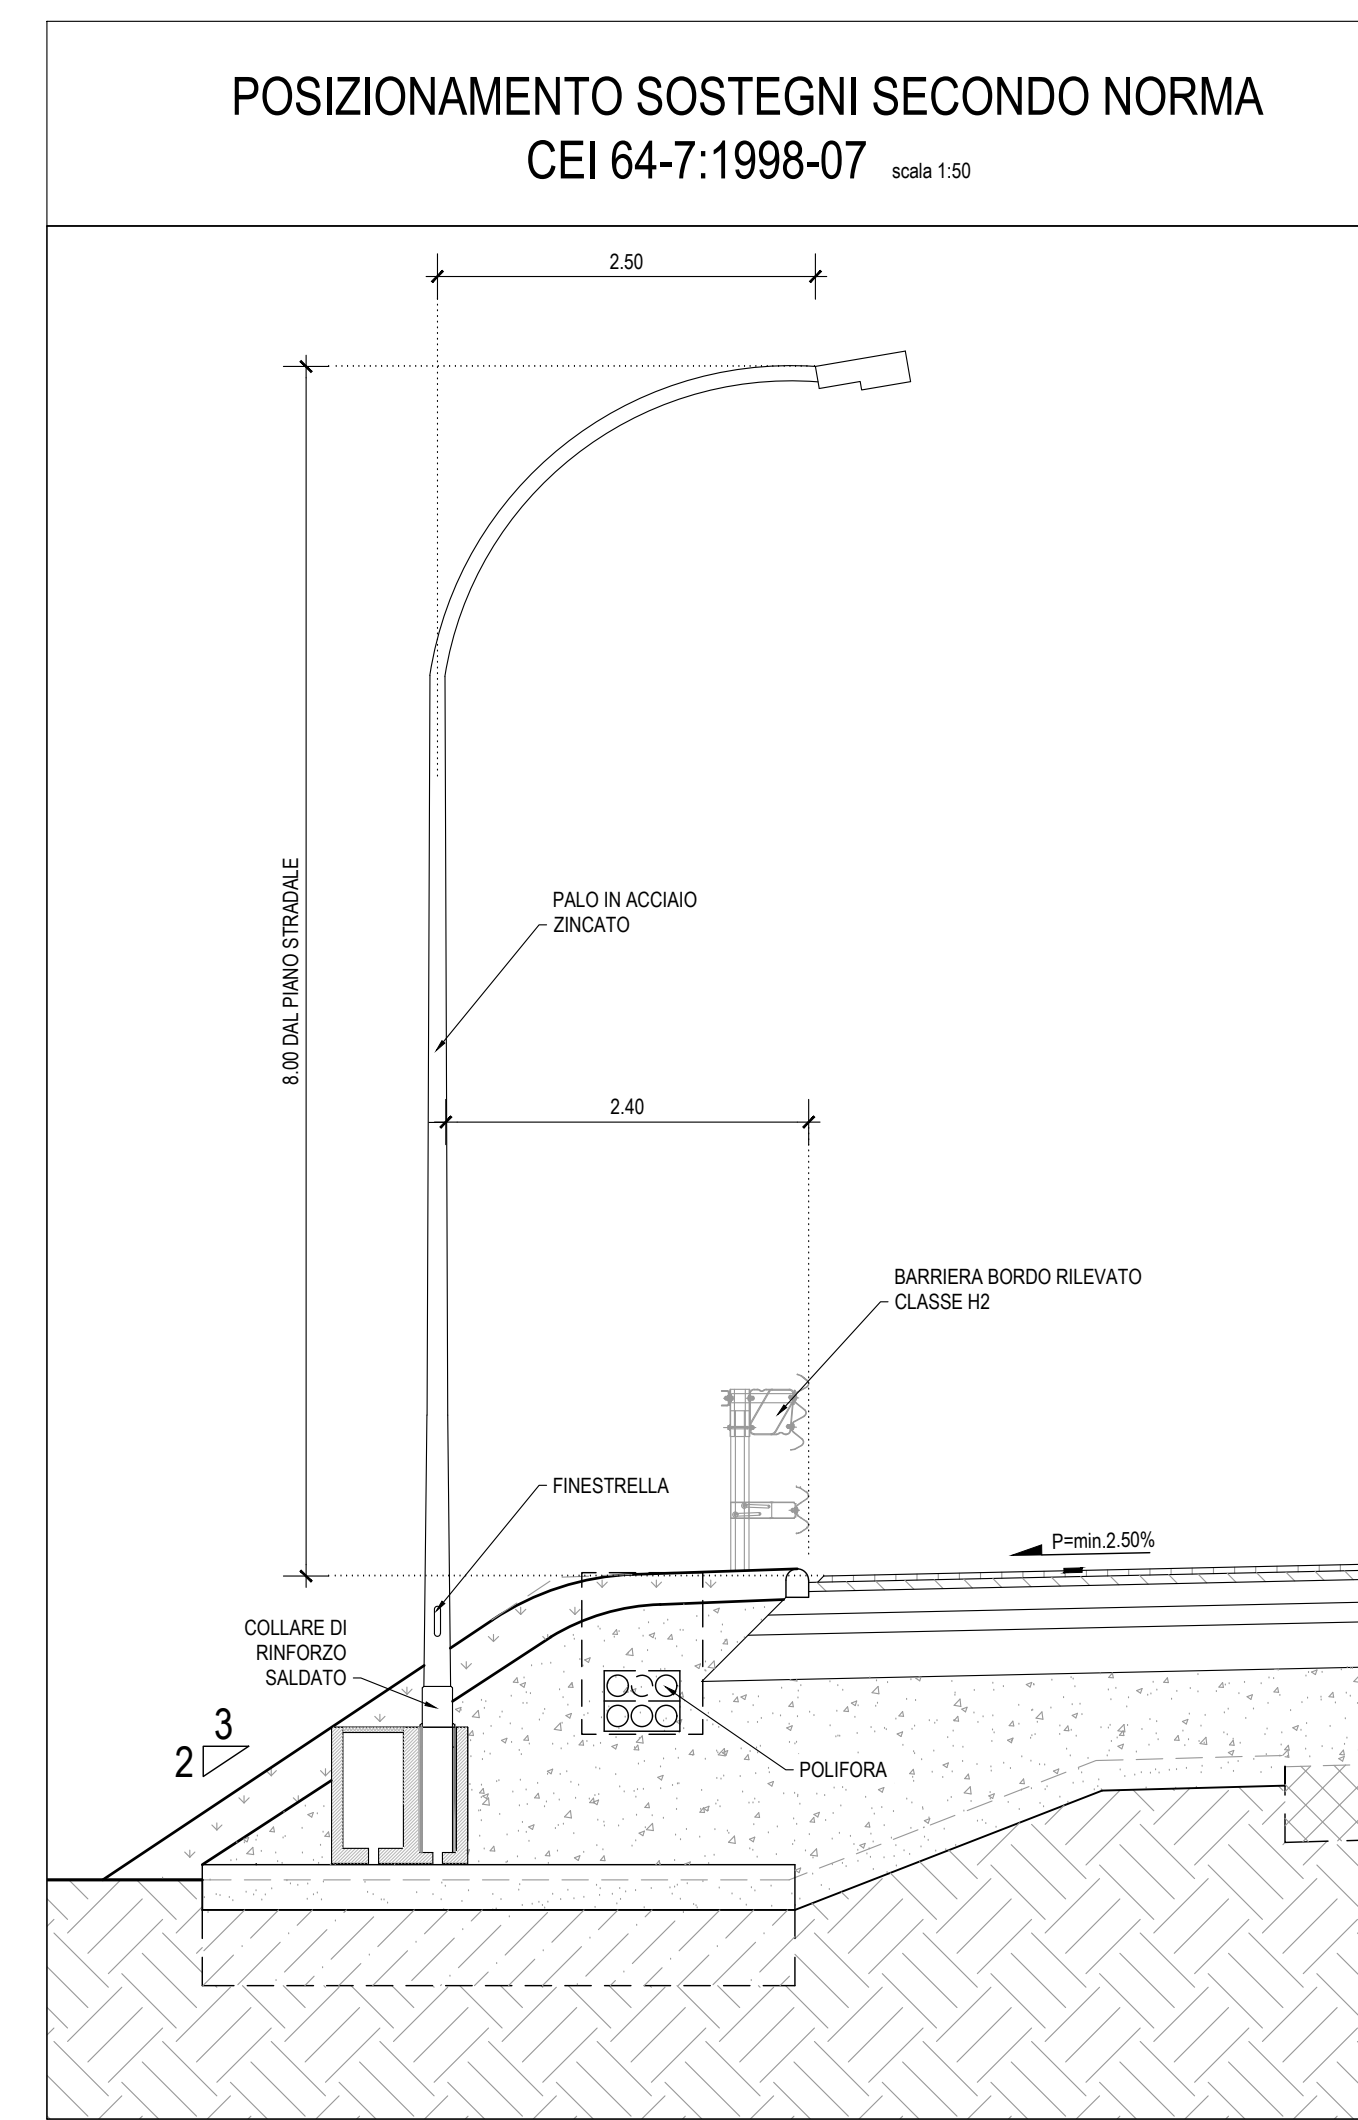 POSIZIONAMENTO SOSTEGNI SECONDO NORMA
CEI 64-7:1998-07 scala 1:50
2.50
8.00 DAL PIANO STRADALE
PALO IN ACCIAIO
ZINCATO
2.40
BARRIERA BORDO RILEVATO
CLASSE H2
FINESTRELLA
P=min.2.50%
COLLARE DI
RINFORZO
SALDATO
3
2
POLIFORA